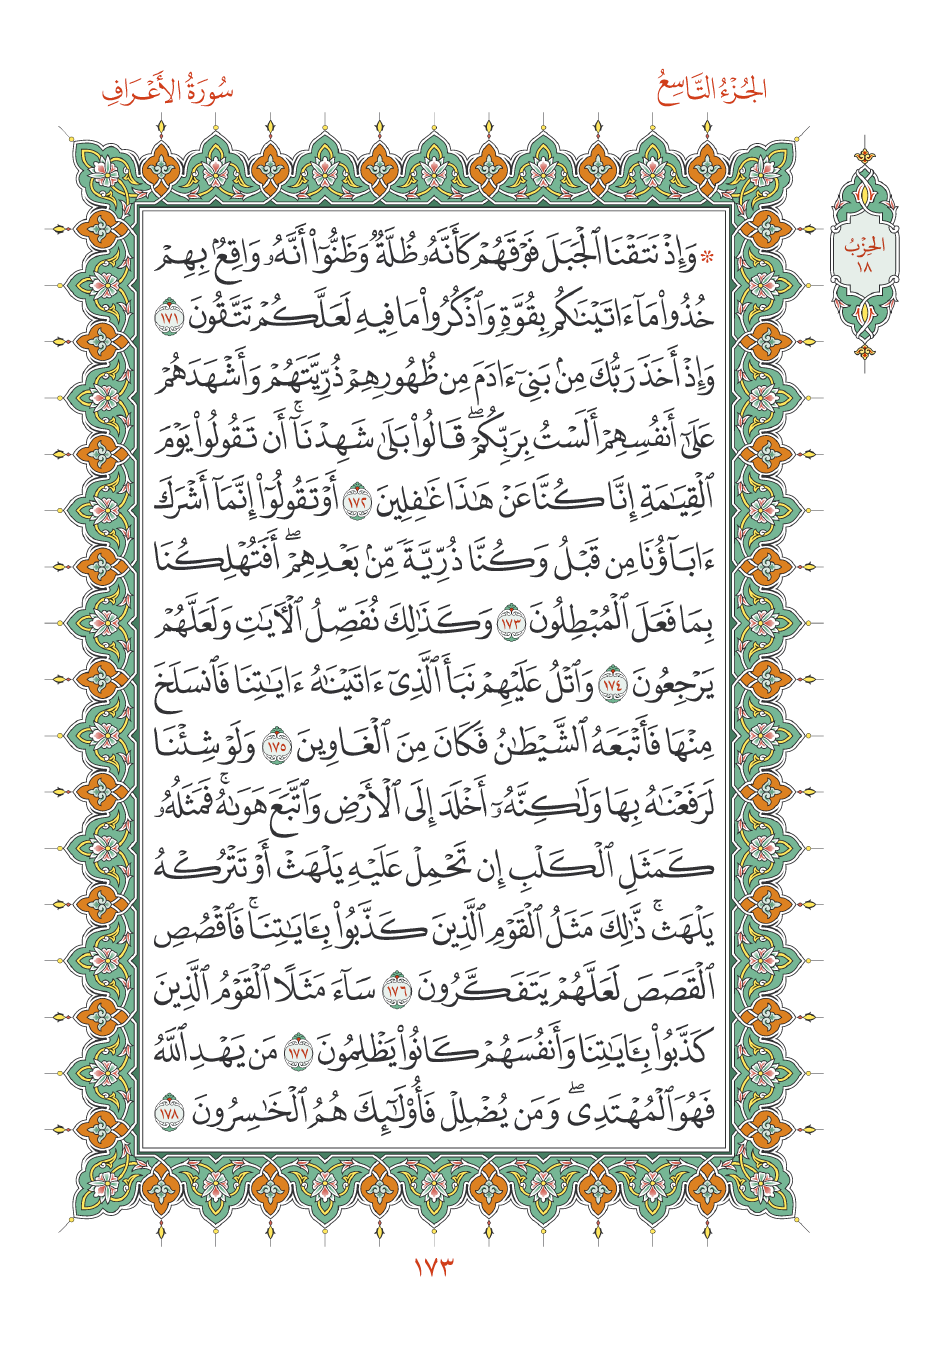 الجُزْءُ التَّاسِعُ
سُورَةُ الأَعْرَافِ
الحِزْبُ
١٨
۞ وَإِذْ نَتَقْنَا ٱلْجَبَلَ فَوْقَهُمْ كَأَنَّهُۥ ظُلَّةٌ وَظَنُّوٓا۟ أَنَّهُۥ وَاقِعٌۢ بِهِمْ
خُذُوا۟ مَآ ءَاتَيْنَٰكُم بِقُوَّةٍ وَٱذْكُرُوا۟ مَا فِيهِ لَعَلَّكُمْ تَتَّقُونَ ١٧١
وَإِذْ أَخَذَ رَبُّكَ مِنۢ بَنِىٓ ءَادَمَ مِن ظُهُورِهِمْ ذُرِّيَّتَهُمْ وَأَشْهَدَهُمْ
عَلَىٰٓ أَنفُسِهِمْ أَلَسْتُ بِرَبِّكُمْۖ قَالُوا۟ بَلَىٰ شَهِدْنَآۚ أَن تَقُولُوا۟ يَوْمَ
ٱلْقِيَٰمَةِ إِنَّا كُنَّا عَنْ هَٰذَا غَٰفِلِينَ ١٧٢ أَوْ تَقُولُوٓا۟ إِنَّمَآ أَشْرَكَ
ءَابَآؤُنَا مِن قَبْلُ وَكُنَّا ذُرِّيَّةً مِّنۢ بَعْدِهِمْۖ أَفَتُهْلِكُنَا
بِمَا فَعَلَ ٱلْمُبْطِلُونَ ١٧٣ وَكَذَٰلِكَ نُفَصِّلُ ٱلْءَايَٰتِ وَلَعَلَّهُمْ
يَرْجِعُونَ ١٧٤ وَٱتْلُ عَلَيْهِمْ نَبَأَ ٱلَّذِىٓ ءَاتَيْنَٰهُ ءَايَٰتِنَا فَٱنسَلَخَ
مِنْهَا فَأَتْبَعَهُ ٱلشَّيْطَٰنُ فَكَانَ مِنَ ٱلْغَاوِينَ ١٧٥ وَلَوْ شِئْنَا
لَرَفَعْنَٰهُ بِهَا وَلَٰكِنَّهُۥٓ أَخْلَدَ إِلَى ٱلْأَرْضِ وَٱتَّبَعَ هَوَىٰهُۚ فَمَثَلُهُۥ
كَمَثَلِ ٱلْكَلْبِ إِن تَحْمِلْ عَلَيْهِ يَلْهَثْ أَوْ تَتْرُكْهُ
يَلْهَثۚ ذَّٰلِكَ مَثَلُ ٱلْقَوْمِ ٱلَّذِينَ كَذَّبُوا۟ بِـَٔايَٰتِنَاۚ فَٱقْصُصِ
ٱلْقَصَصَ لَعَلَّهُمْ يَتَفَكَّرُونَ ١٧٦ سَآءَ مَثَلًا ٱلْقَوْمُ ٱلَّذِينَ
كَذَّبُوا۟ بِـَٔايَٰتِنَا وَأَنفُسَهُمْ كَانُوا۟ يَظْلِمُونَ ١٧٧ مَن يَهْدِ ٱللَّهُ
فَهُوَ ٱلْمُهْتَدِىۖ وَمَن يُضْلِلْ فَأُو۟لَٰٓئِكَ هُمُ ٱلْخَٰسِرُونَ ١٧٨
١٧٣